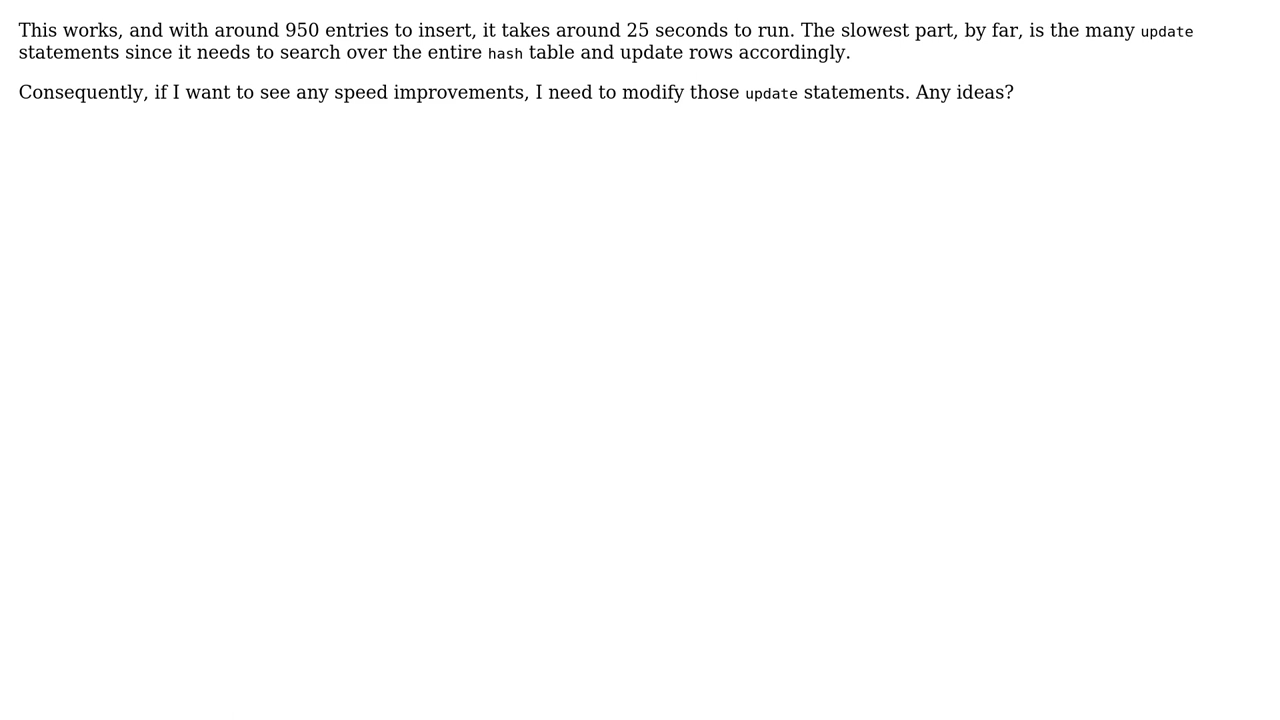 This works, and with around 950 entries to insert, it takes around 25 seconds to run. The slowest part, by far, is the many update
statements since it needs to search over the entire hash table and update rows accordingly.
Consequently, if I want to see any speed improvements, I need to modify those update statements. Any ideas?